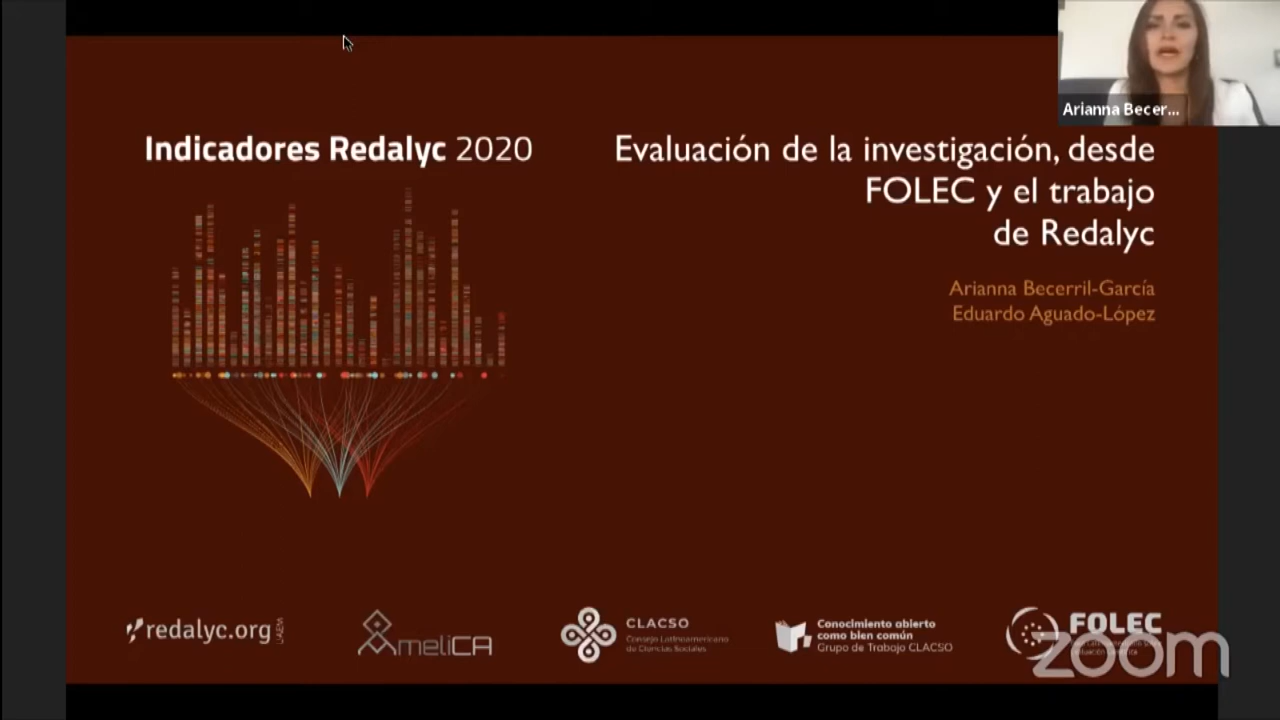 Arianna Becer...
Indicadores Redalyc 2020
Evaluación de la investigación, desde
FOLEC y el trabajo
de Redalyc
Arianna Becerril-García
Eduardo Aguado-López
redalyc.org
UAEM
AmeliCA
CLACSO
Consejo Latinoamericano
de Ciencias Sociales
Conocimiento abierto
como bien común
Grupo de Trabajo CLACSO
FOLEC
zoom